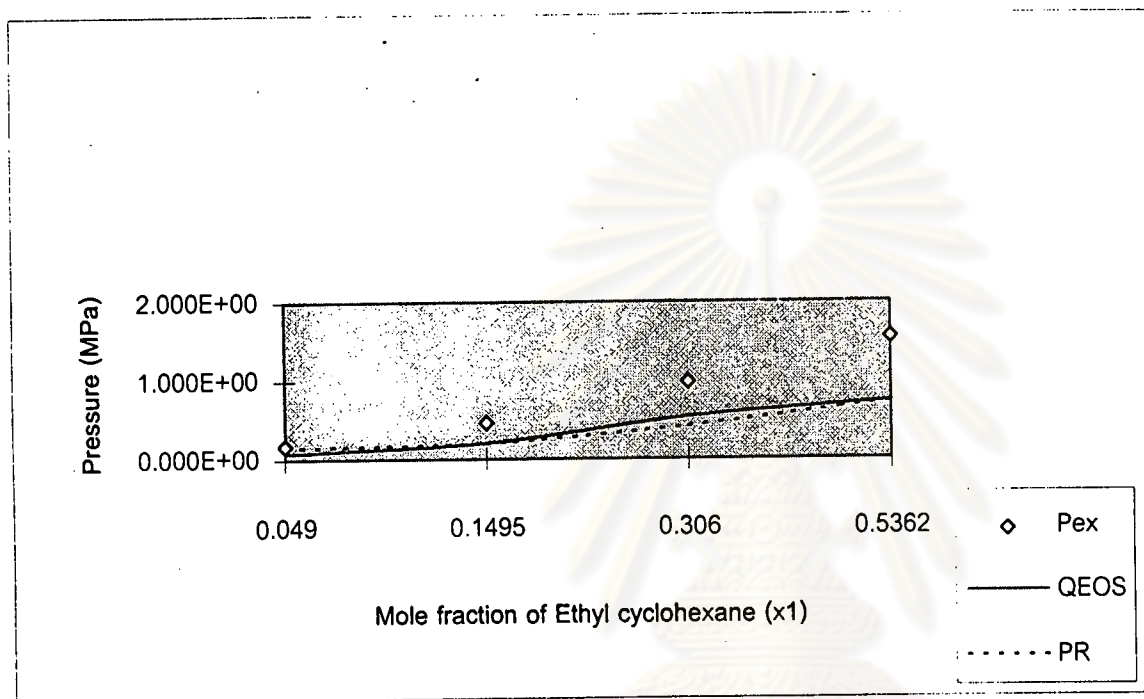 2.000E+00
1.000E+00
0.000E+00
Pressure (MPa)
0.049 0.1495 0.306 0.5362
Mole fraction of Ethyl cyclohexane (x1)
Pex
QEOS
PR